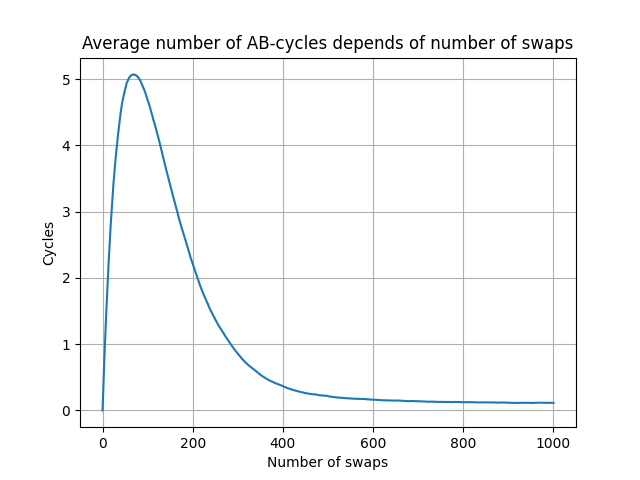 Average number of AB-cycles depends of number of swaps
Cycles
5
4
3
2
1
0
0 200 400 600 800 1000
Number of swaps